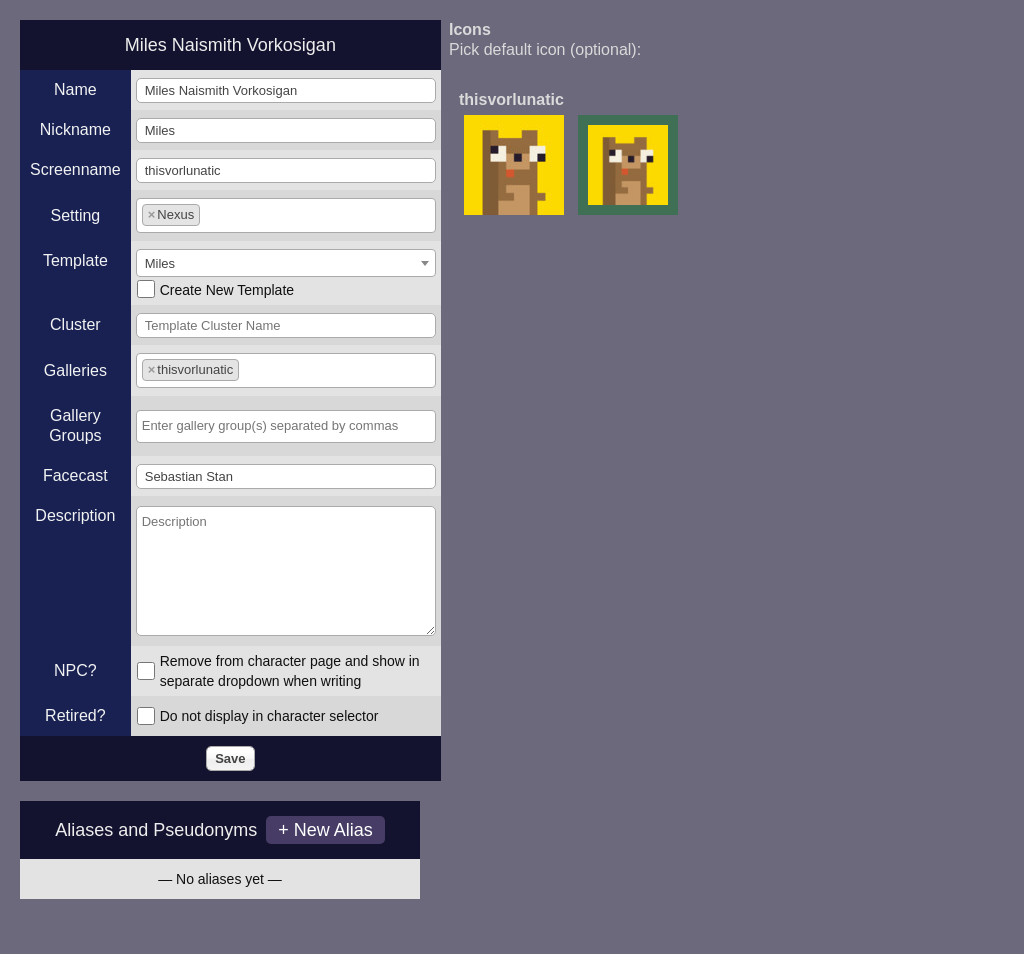 Miles Naismith Vorkosigan
Name
Miles Naismith Vorkosigan
Nickname
Miles
Screenname
thisvorlunatic
Setting
×Nexus
Template
Miles
Create New Template
Cluster
Template Cluster Name
Galleries
×thisvorlunatic
Gallery
Groups
Enter gallery group(s) separated by commas
Facecast
Sebastian Stan
Description
Description
NPC?
Remove from character page and show in
separate dropdown when writing
Retired?
Do not display in character selector
Save
Aliases and Pseudonyms + New Alias
— No aliases yet —
Icons
Pick default icon (optional):
thisvorlunatic